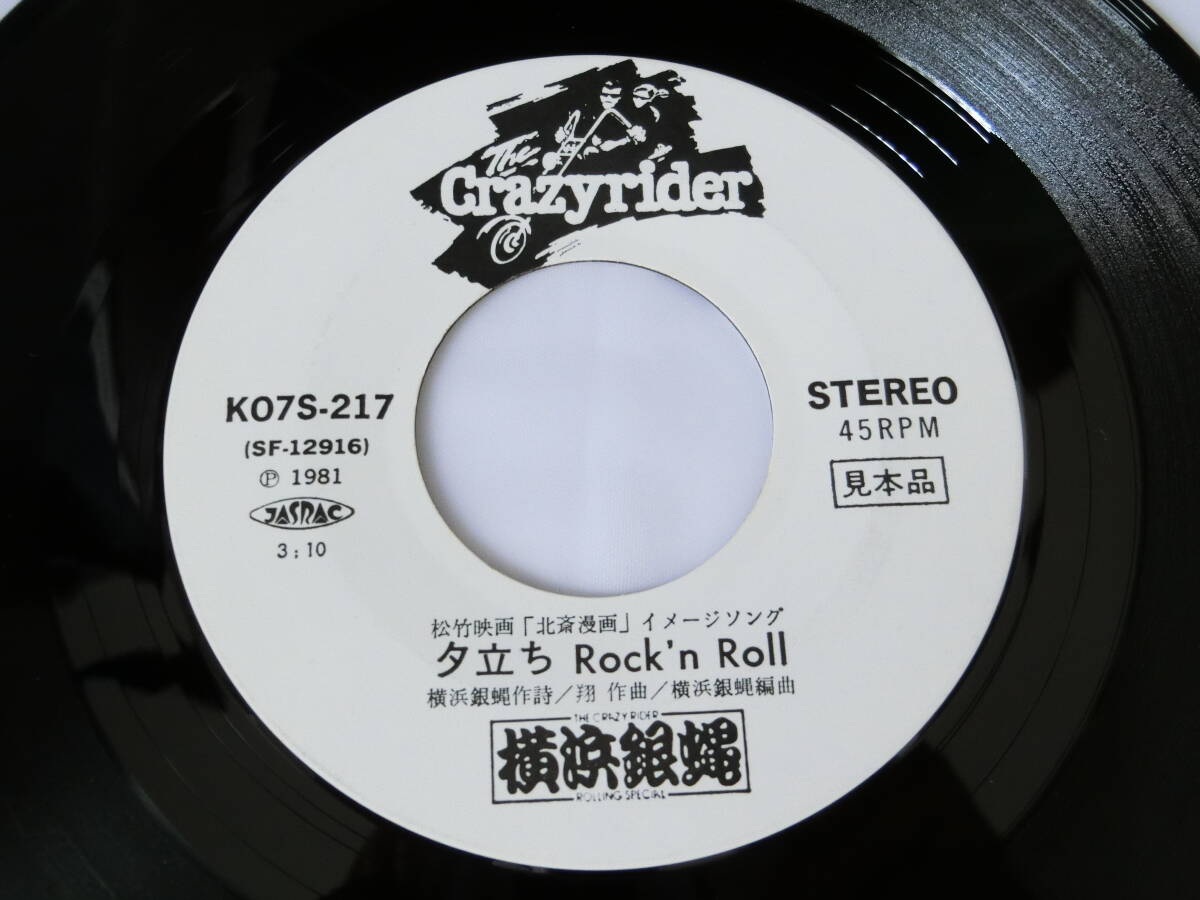 The
Crazyrider
K07S-217
(SF-12916)
Ⓟ 1981
JASRAC
3:10
STEREO
45RPM
見本品
松竹映画「北斎漫画」イメージソング
夕立ち Rock'n Roll
横浜銀蝿作詩/翔 作曲/横浜銀蝿編曲
THE CRAZY RIDER
横浜銀蝿
ROLLING SPECIAL